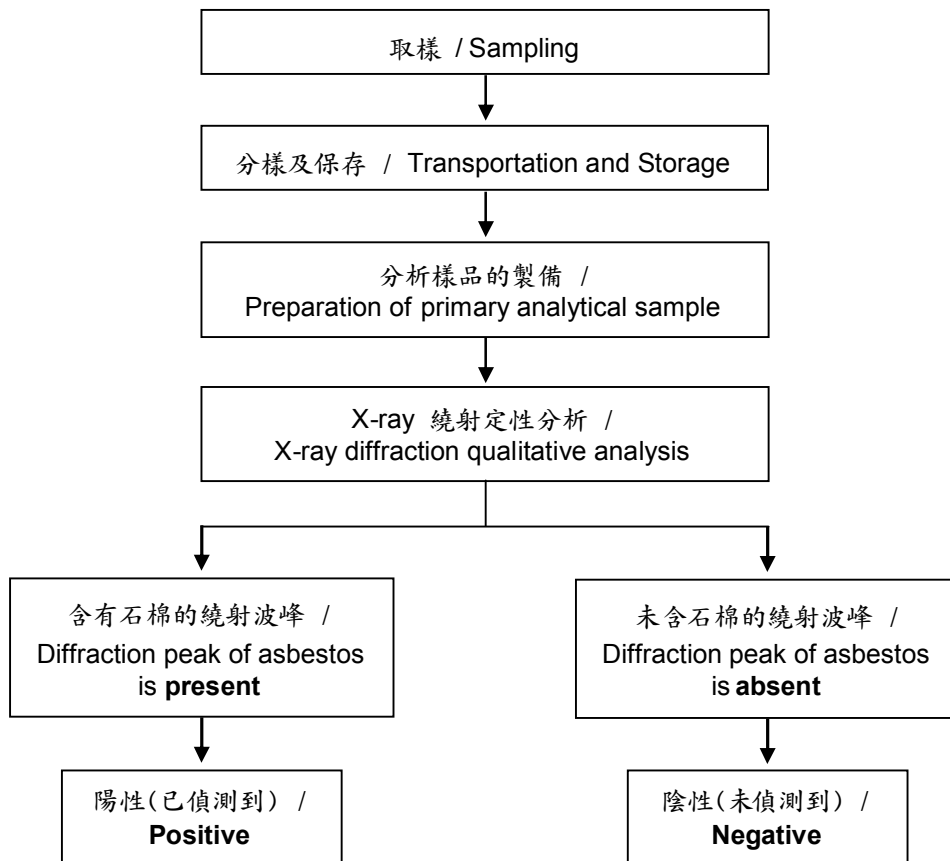 取樣 / Sampling
分樣及保存 / Transportation and Storage
分析樣品的製備 /
Preparation of primary analytical sample
X-ray 繞射定性分析 /
X-ray diffraction qualitative analysis
含有石棉的繞射波峰 /
Diffraction peak of asbestos
is present
未含石棉的繞射波峰 /
Diffraction peak of asbestos
is absent
陽性(已偵測到) /
Positive
陰性(未偵測到) /
Negative